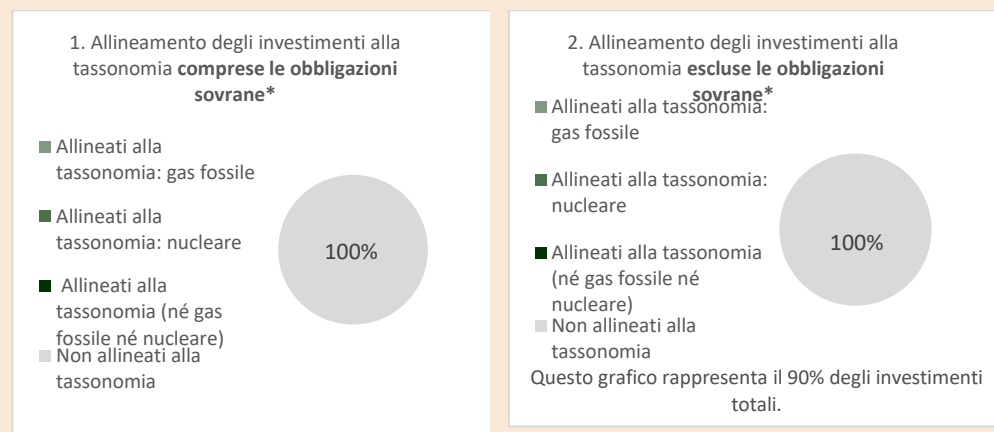 1. Allineamento degli investimenti alla
tassonomia comprese le obbligazioni
sovrane*
Allineati alla
tassonomia: gas fossile
Allineati alla
tassonomia: nucleare
Allineati alla
tassonomia (né gas
fossile né nucleare)
Non allineati alla
tassonomia
100%
2. Allineamento degli investimenti alla
tassonomia escluse le obbligazioni
sovrane*
Allineati alla tassonomia:
gas fossile
Allineati alla tassonomia:
nucleare
Allineati alla tassonomia
(né gas fossile né
nucleare)
Non allineati alla
tassonomia
100%
Questo grafico rappresenta il 90% degli investimenti
totali.